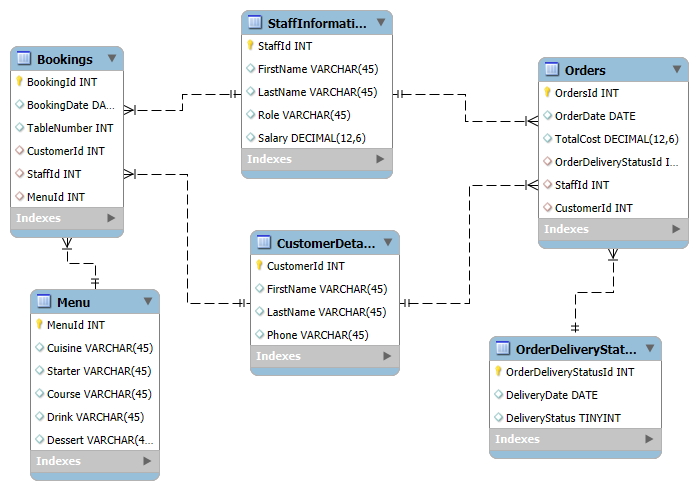 Bookings
BookingId INT
BookingDate DA...
TableNumber INT
CustomerId INT
StaffId INT
MenuId INT
Indexes
StaffInformati...
StaffId INT
FirstName VARCHAR(45)
LastName VARCHAR(45)
Role VARCHAR(45)
Salary DECIMAL(12,6)
Indexes
Orders
OrdersId INT
OrderDate DATE
TotalCost DECIMAL(12,6)
OrderDeliveryStatusId I...
StaffId INT
CustomerId INT
Indexes
CustomerDeta...
CustomerId INT
FirstName VARCHAR(45)
LastName VARCHAR(45)
Phone VARCHAR(45)
Indexes
Menu
MenuId INT
Cuisine VARCHAR(45)
Starter VARCHAR(45)
Course VARCHAR(45)
Drink VARCHAR(45)
Dessert VARCHAR(4...
Indexes
OrderDeliveryStat...
OrderDeliveryStatusId INT
DeliveryDate DATE
DeliveryStatus TINYINT
Indexes